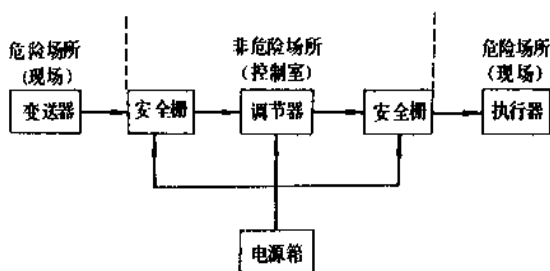 危险场所
(现场)
非危险场所
(控制室)
危险场所
(现场)
变送器
安全栅
调节器
安全栅
执行器
电源箱